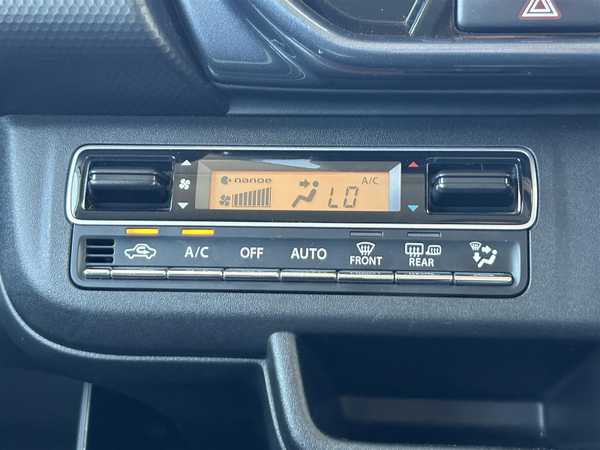 nanoe
A/C
LO
A/C
OFF
AUTO
FRONT
REAR